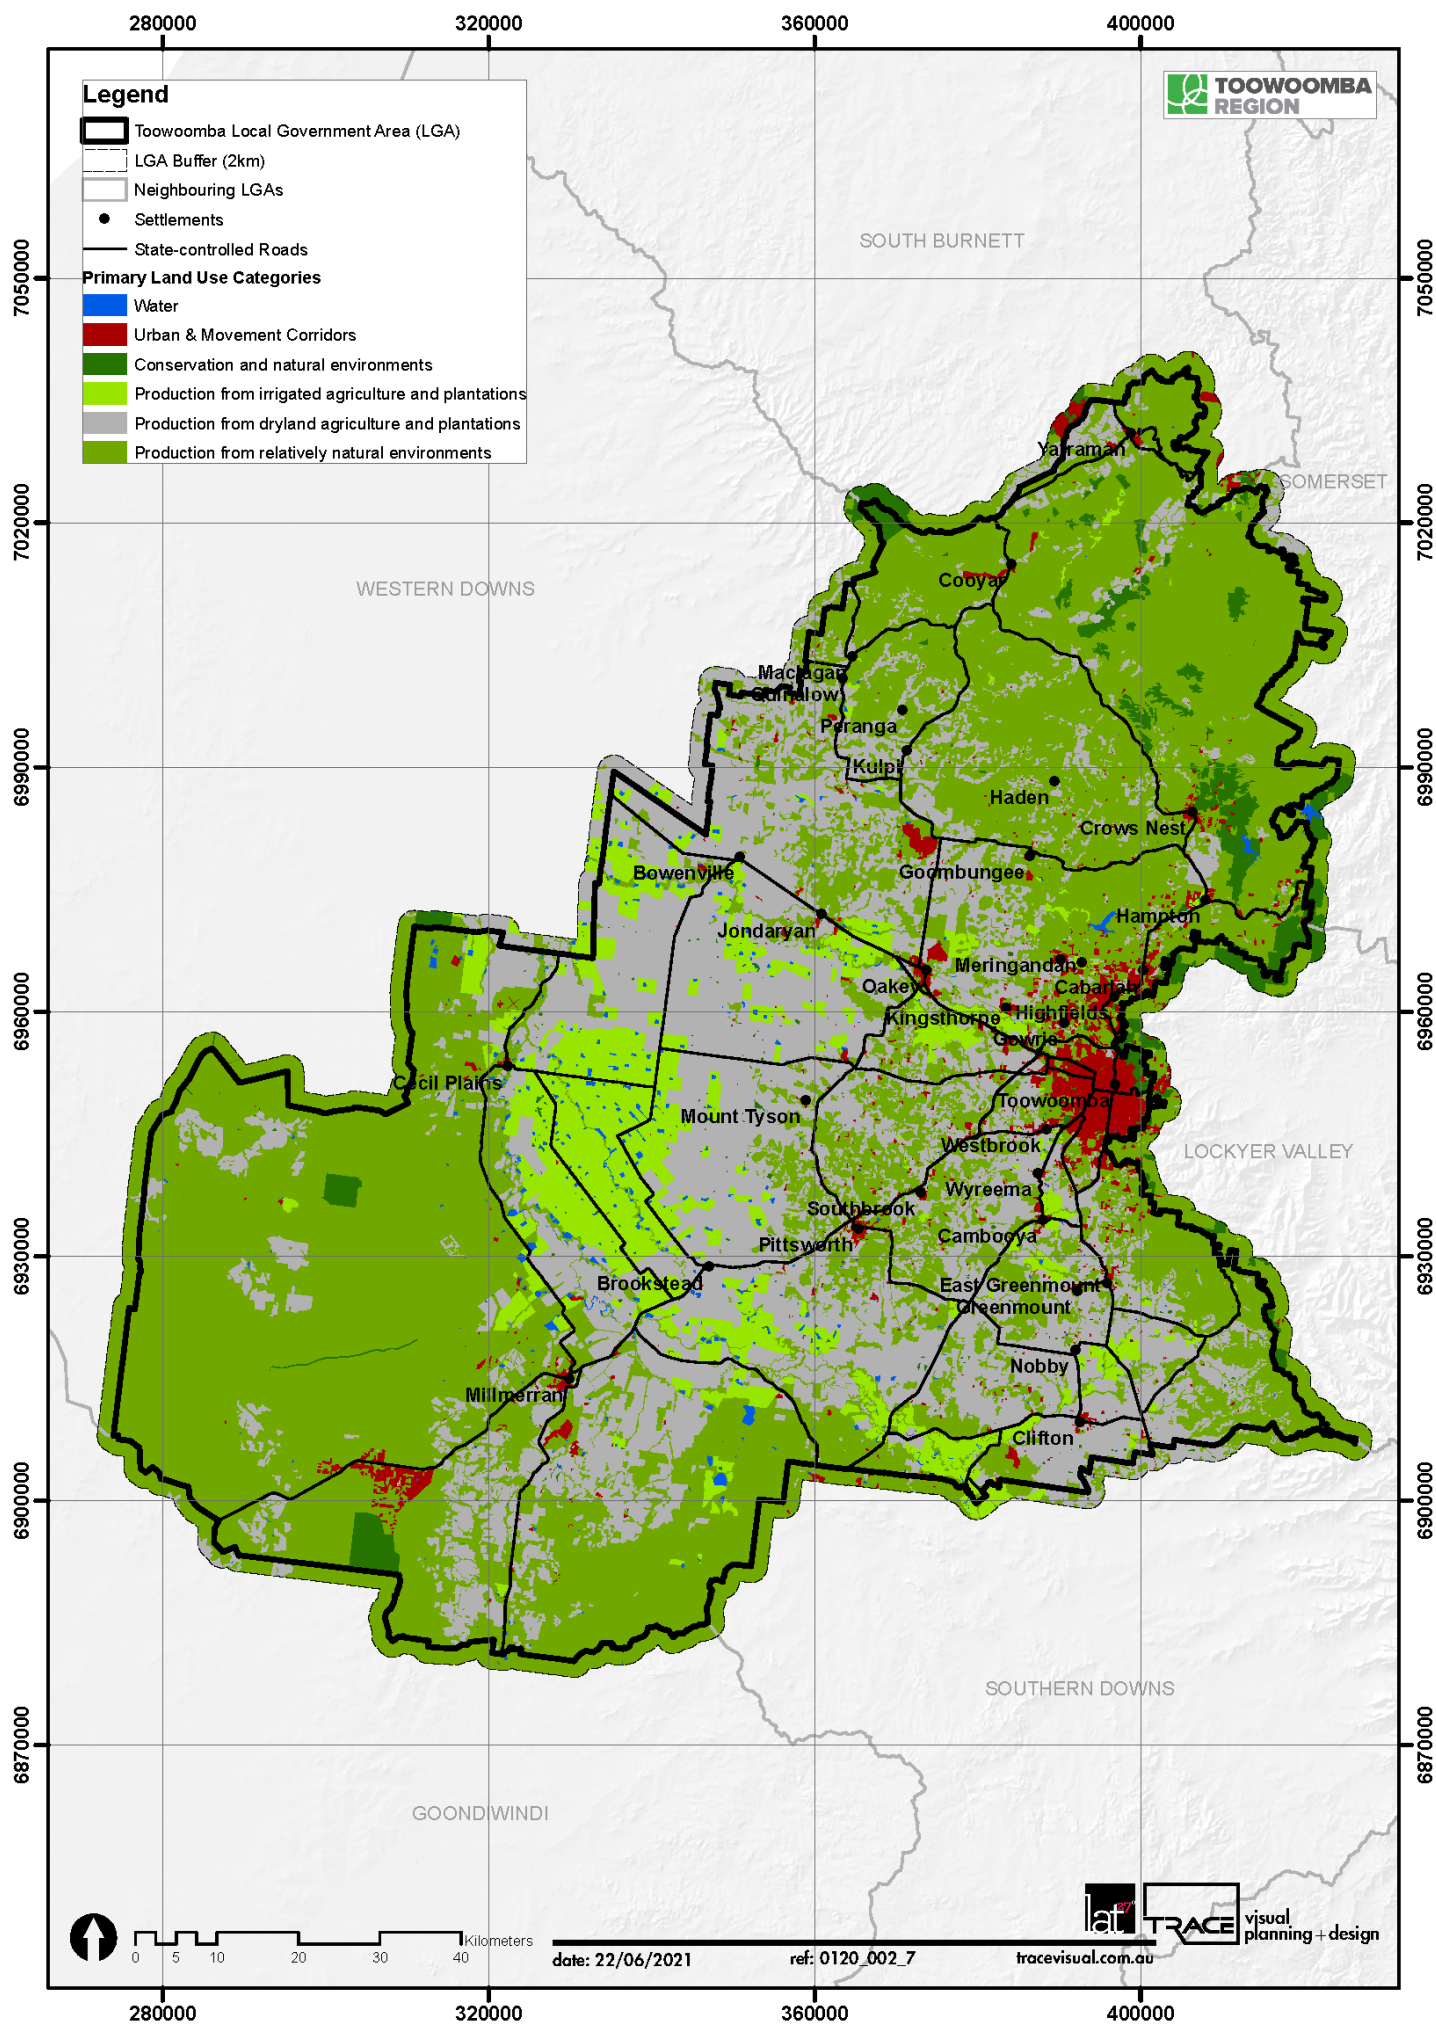 280000
320000
360000
400000
Legend
Toowoomba Local Government Area (LGA)
LGA Buffer (2km)
Neighbouring LGAs
Settlements
State-controlled Roads
Primary Land Use Categories
Water
Urban & Movement Corridors
Conservation and natural environments
Production from irrigated agriculture and plantations
Production from dryland agriculture and plantations
Production from relatively natural environments
TOOWOOMBA
REGION
SOUTH BURNETT
7050000
7050000
Yarraman
SOMERSET
7020000
7020000
Cooyar
WESTERN DOWNS
Maclagan
Quinalow
Peranga
Kulpi
6990000
6990000
Haden
Crows Nest
Bowenville
Goombungee
Hampton
Jondaryan
Meringandan
Oakey
Cabarlah
Kingsthorpe
Highfields
6960000
6960000
Gowrie
Cecil Plains
Toowoomba
Mount Tyson
Westbrook
LOCKYER VALLEY
Wyreema
Southbrook
Cambooya
Pittsworth
6930000
6930000
Brookstead
East Greenmount
Greenmount
Nobby
Millmerran
Clifton
6900000
6900000
SOUTHERN DOWNS
6870000
6870000
GOONDIWINDI
0 5 10 20 30 40
Kilometers
date: 22/06/2021
ref: 0120_002_7
tracevisual.com.au
lat27°
TRACE
visual
planning+design
280000
320000
360000
400000